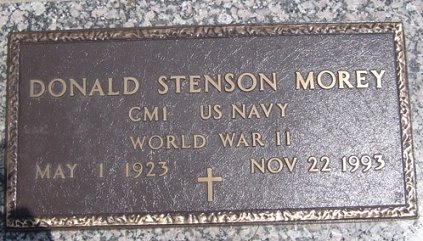 DONALD STENSON MOREY
CM1 US NAVY
WORLD WAR II
MAY 1 1923 NOV 22 1993